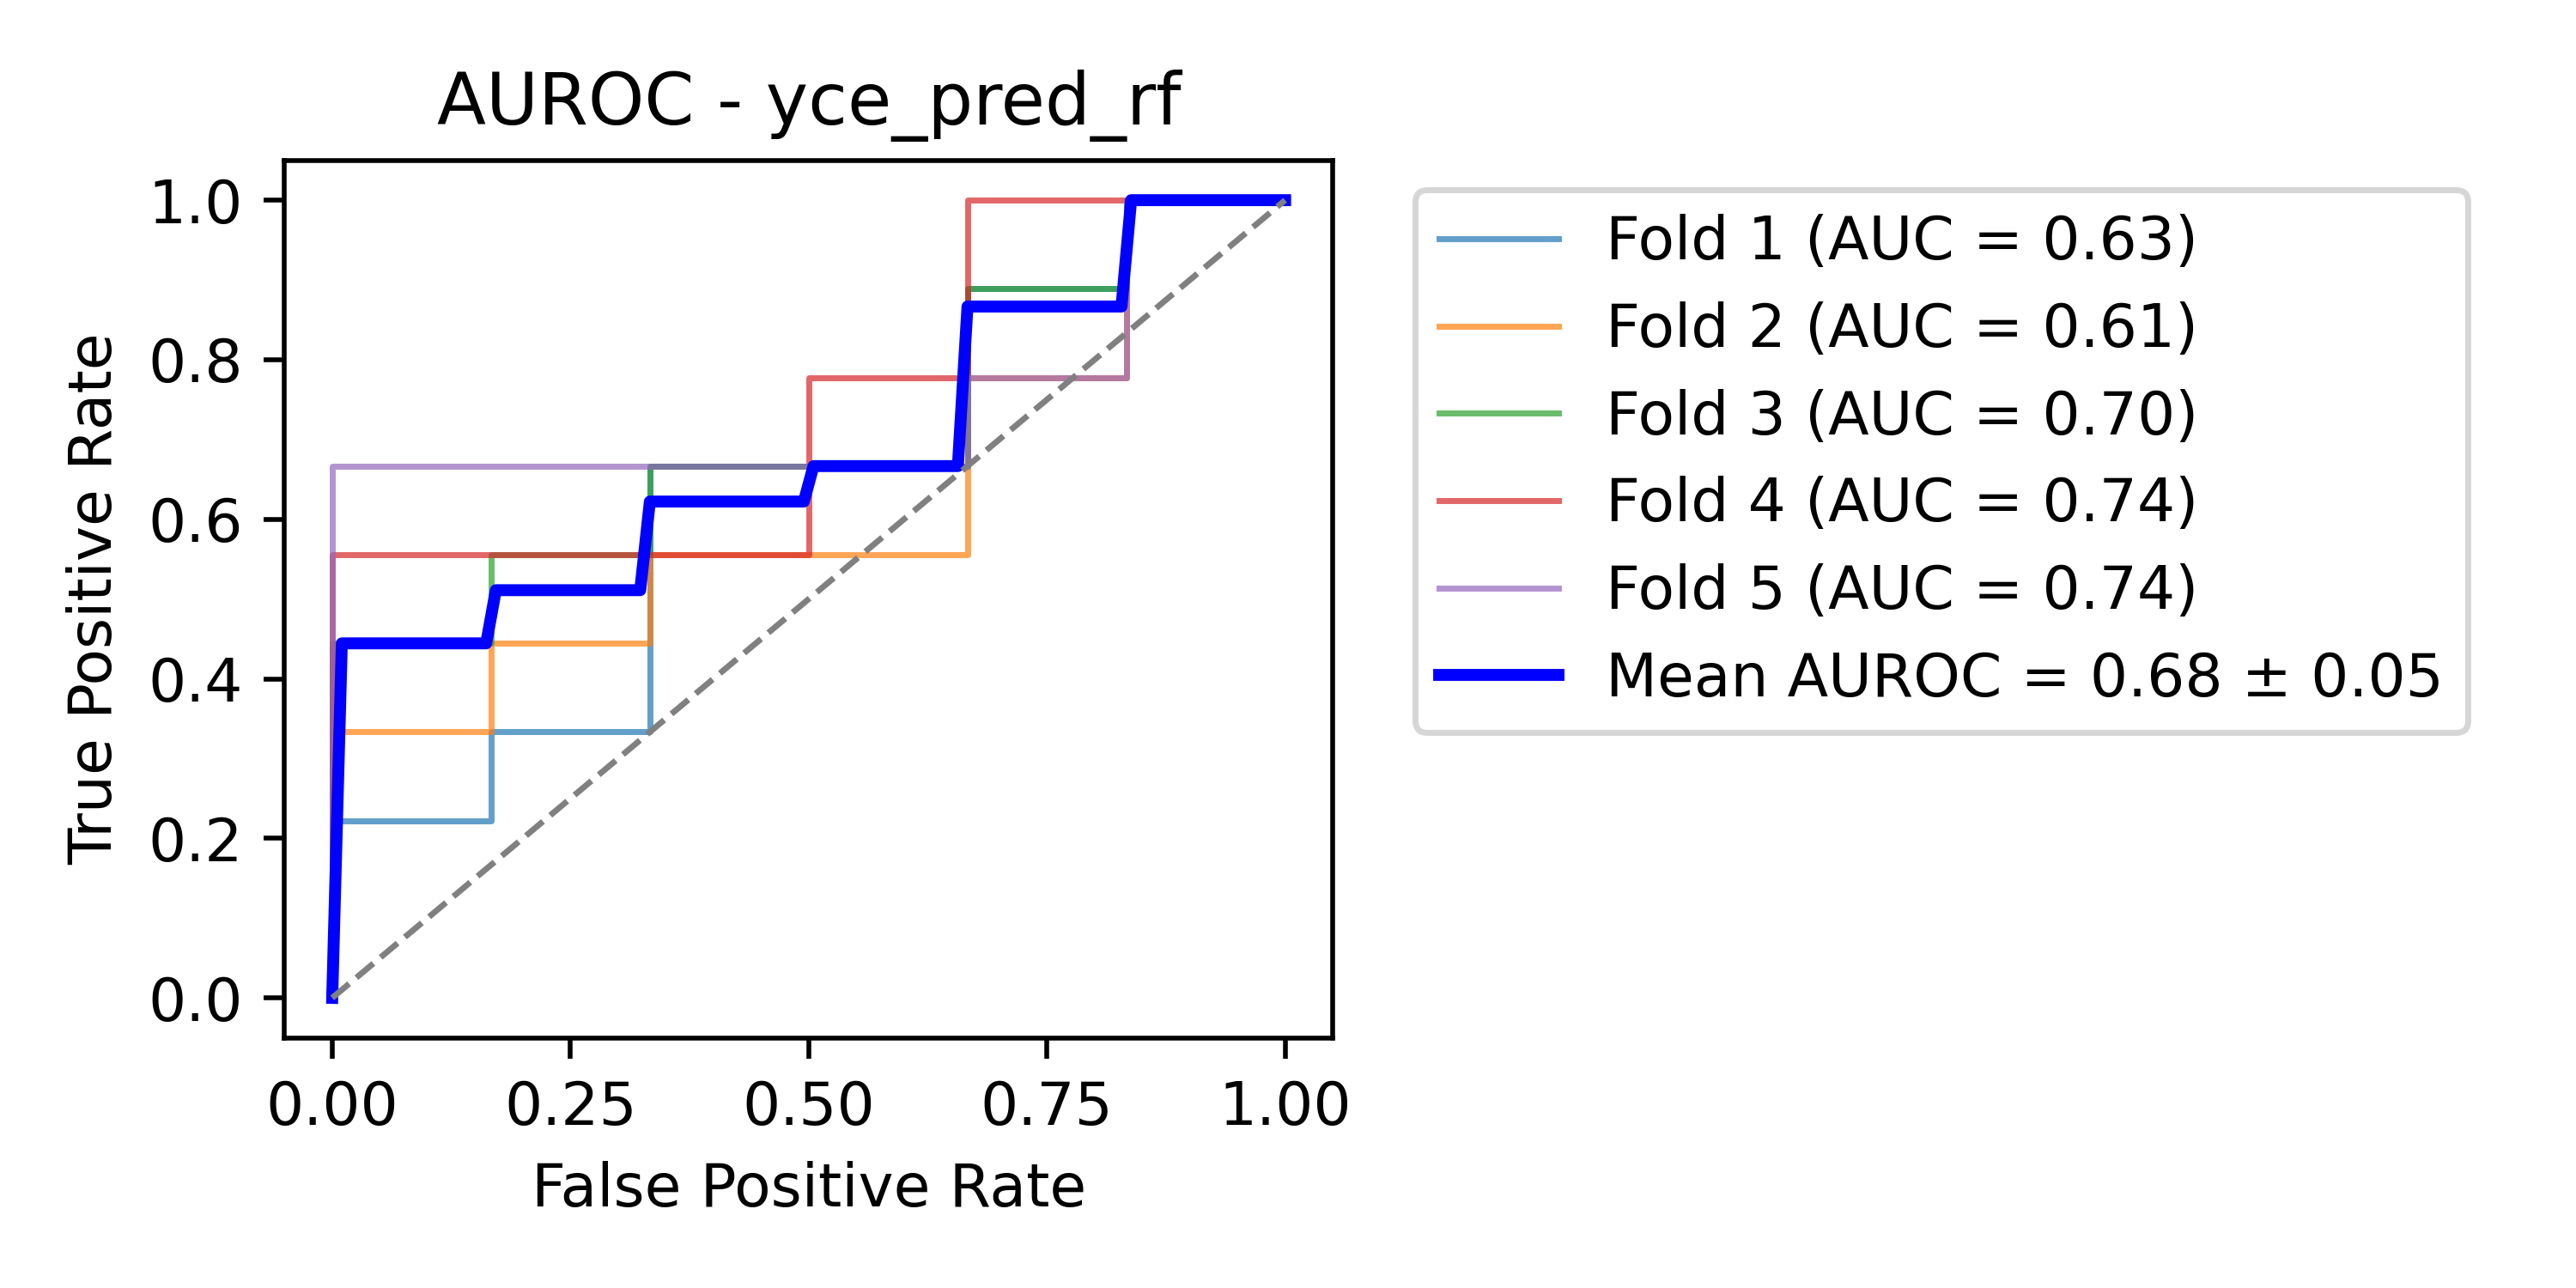 AUROC - yce_pred_rf
True Positive Rate
1.0
0.8
0.6
0.4
0.2
0.0
0.00 0.25 0.50 0.75 1.00
False Positive Rate
Fold 1 (AUC = 0.63)
Fold 2 (AUC = 0.61)
Fold 3 (AUC = 0.70)
Fold 4 (AUC = 0.74)
Fold 5 (AUC = 0.74)
Mean AUROC = 0.68 ± 0.05